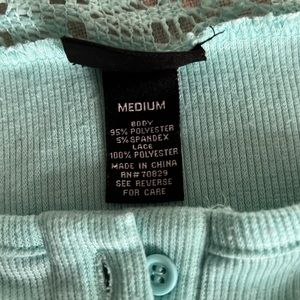 MEDIUM
BODY
95% POLYESTER
5% SPANDEX
LACE
100% POLYESTER
MADE IN CHINA
RN#70829
SEE REVERSE
FOR CARE